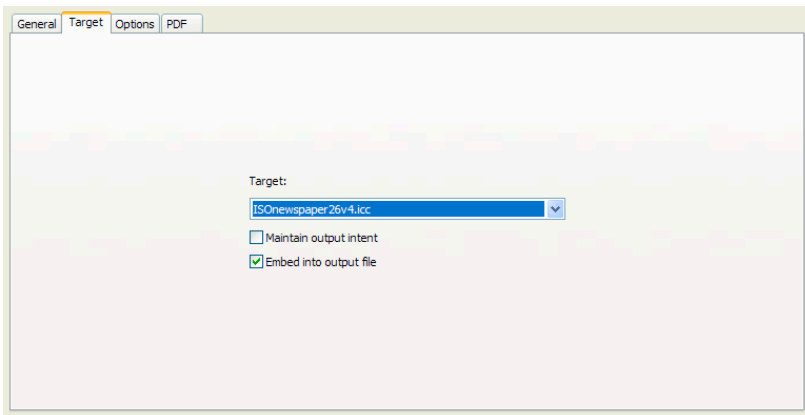 General Target Options PDF
Target:
ISOnewspaper26v4.icc
Maintain output intent
Embed into output file